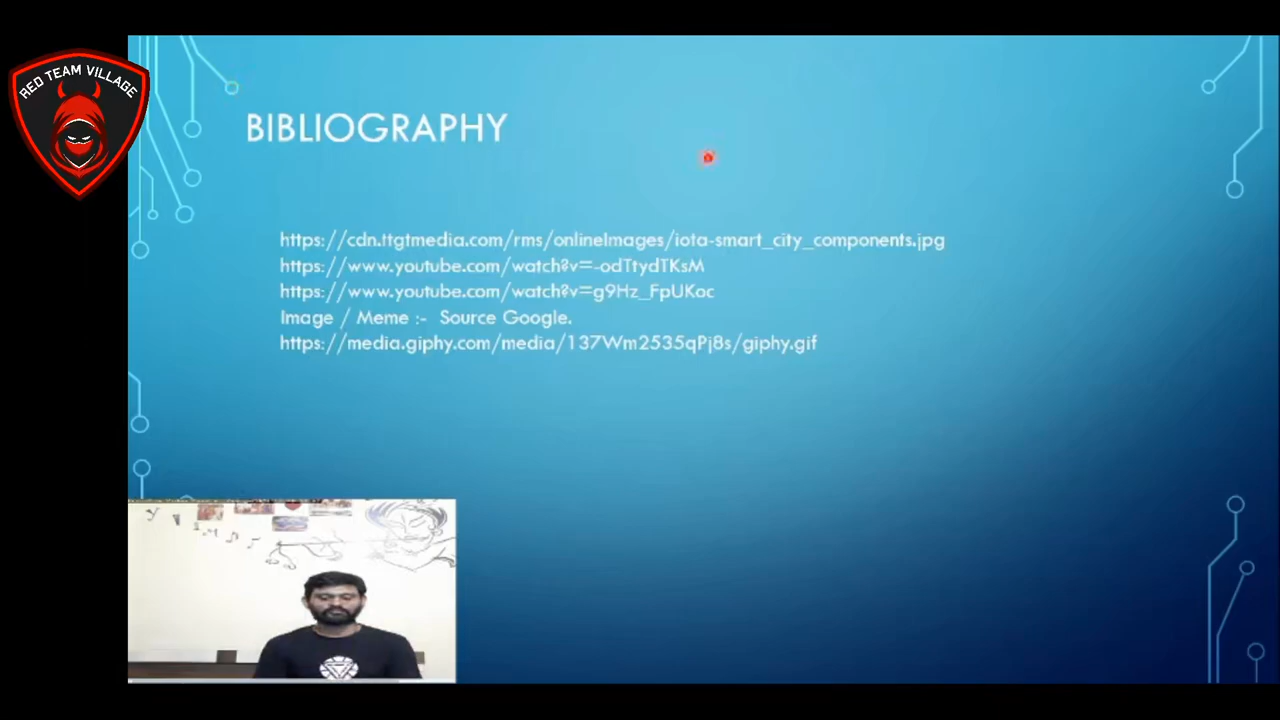 RED TEAM VILLAGE
BIBLIOGRAPHY
https://cdn.ttgtmedia.com/rms/onlineImages/iota-smart_city_components.jpg
https://www.youtube.com/watch?v=-odTtydTKsM
https://www.youtube.com/watch?v=g9Hz_FpUKoc
Image / Meme :-  Source Google.
https://media.giphy.com/media/137Wm2535qPj8s/giphy.gif